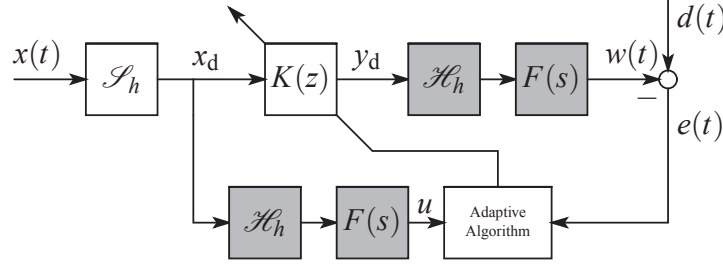 d(t)
x(t)
𝒮_h
x_d
K(z)
y_d
ℋ_h
F(s)
w(t)
−
e(t)
ℋ_h
F(s)
u
Adaptive
Algorithm